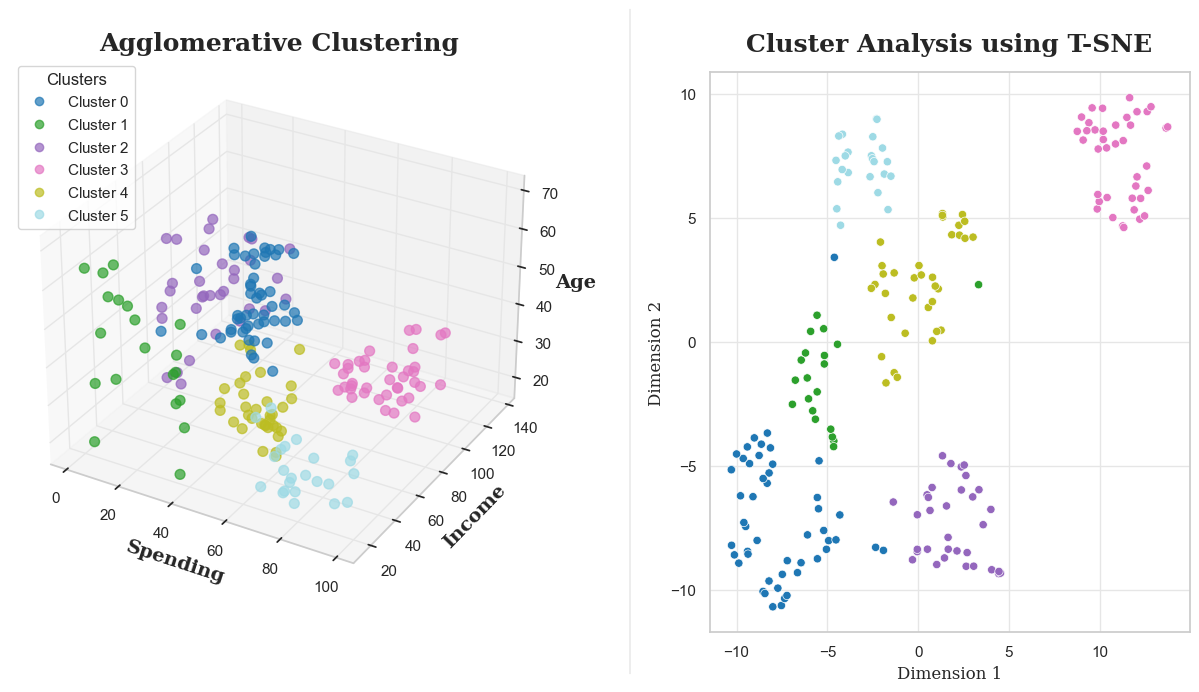 Agglomerative Clustering
Clusters
Cluster 0
Cluster 1
Cluster 2
Cluster 3
Cluster 4
Cluster 5
70
60
50
40
30
20
Age
140
120
100
80
60
40
20
Income
0
20
40
60
80
100
Spending
Cluster Analysis using T-SNE
10
5
0
−5
−10
Dimension 2
−10
−5
0
5
10
Dimension 1